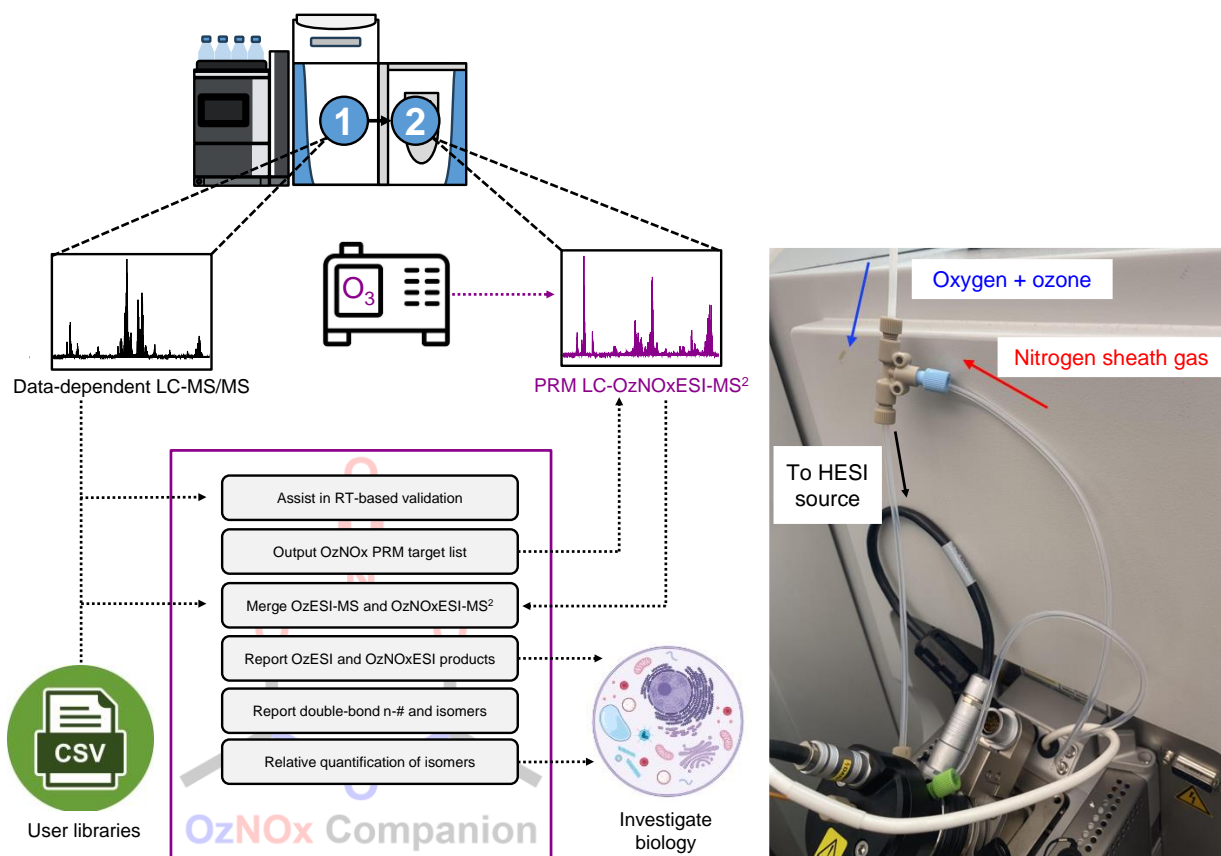 1
2
O3
Data-dependent LC-MS/MS
PRM LC-OzNOxESI-MS²
Assist in RT-based validation
Output OzNOx PRM target list
Merge OzESI-MS and OzNOxESI-MS²
Report OzESI and OzNOxESI products
Report double-bond n-# and isomers
Relative quantification of isomers
OzNOx Companion
CSV
User libraries
Investigate
biology
Oxygen + ozone
Nitrogen sheath gas
To HESI
source